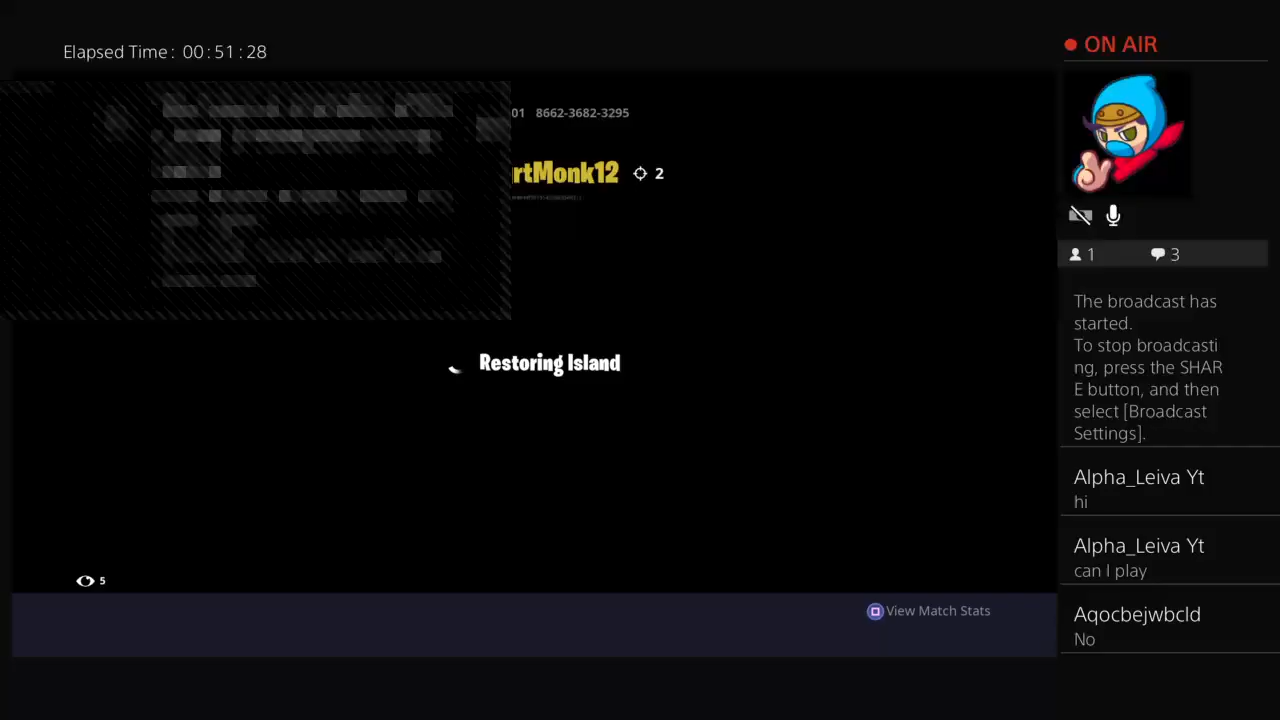 Elapsed Time: 00:51:28
ON AIR
01 8662-3682-3295
rtMonk12 2
1 3
The broadcast has
started.
To stop broadcasti
ng, press the SHAR
E button, and then
select [Broadcast
Settings].
Restoring Island
Alpha_Leiva Yt
hi
Alpha_Leiva Yt
can I play
5
View Match Stats
Aqocbejwbcld
No